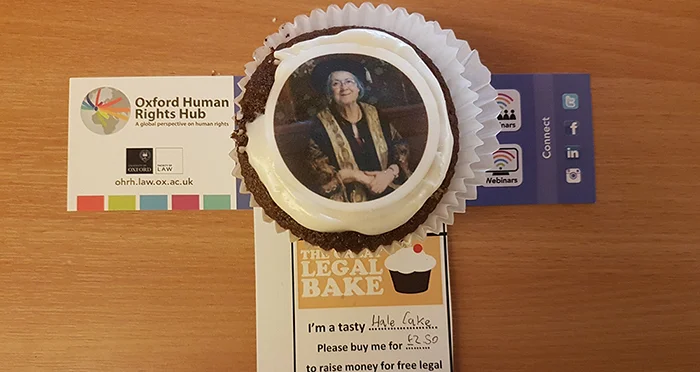 Oxford Human
Rights Hub
A global perspective on human rights
OXFORD
LAW
ohrh.law.ox.ac.uk
Webinars
Connect
LEGAL
BAKE
I'm a tasty Hale Cake
Please buy me for £2.50
to raise money for free legal